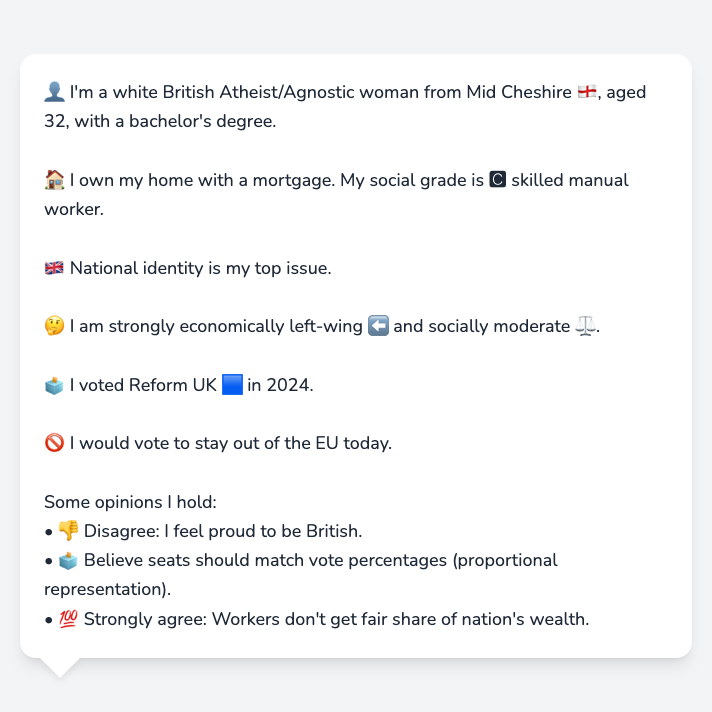 👤 I'm a white British Atheist/Agnostic woman from Mid Cheshire 🏴󠁧󠁢󠁥󠁮󠁧󠁿, aged
32, with a bachelor's degree.
🏠 I own my home with a mortgage. My social grade is 🅲 skilled manual
worker.
🇬🇧 National identity is my top issue.
🤔 I am strongly economically left-wing ⬅️ and socially moderate ⚖️.
🗳️ I voted Reform UK 🟦 in 2024.
🚫 I would vote to stay out of the EU today.
Some opinions I hold:
• 👎 Disagree: I feel proud to be British.
• 🗳️ Believe seats should match vote percentages (proportional
representation).
• 💯 Strongly agree: Workers don't get fair share of nation's wealth.